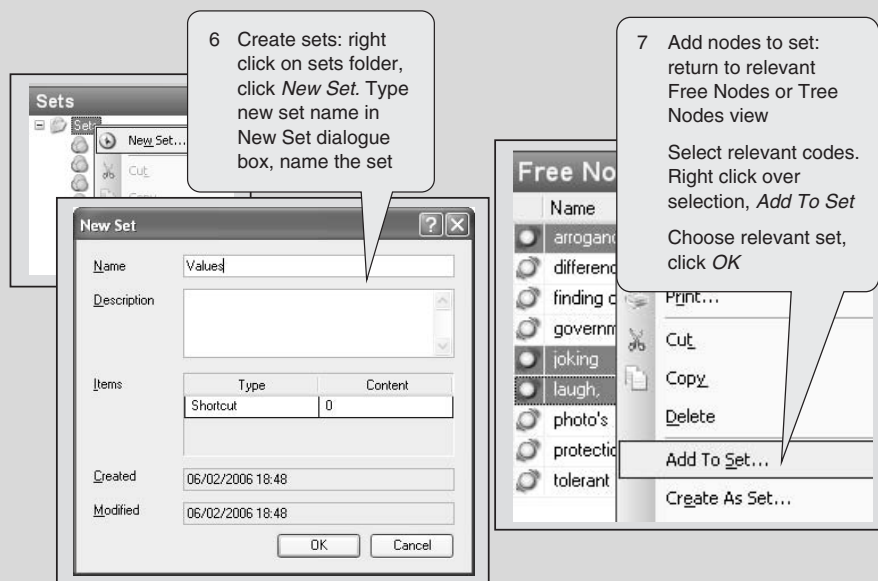 6 Create sets: right
click on sets folder,
click New Set. Type
new set name in
New Set dialogue
box, name the set
Sets
New Set...
Cut
New Set
Name
Values
Description
Items
Type Content
Shortcut 0
Created
06/02/2006 18:48
Modified
06/02/2006 18:48
OK Cancel
7 Add nodes to set:
return to relevant
Free Nodes or Tree
Nodes view
Select relevant codes.
Right click over
selection, Add To Set
Choose relevant set,
click OK
Free No
Name
arroganc
differenc
finding c
governm
joking
laugh,
photo's
protectic
tolerant
Print...
Cut
Copy
Delete
Add To Set...
Create As Set...